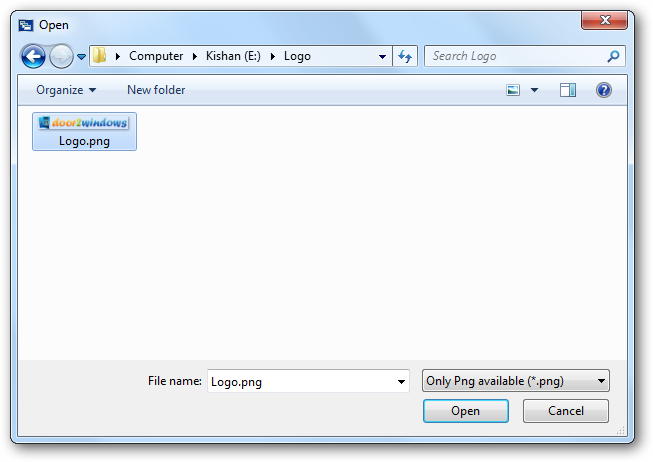 Open
Computer Kishan (E:) Logo
Search Logo
Organize
New folder
door2windows
Logo.png
File name:
Logo.png
Only Png available (*.png)
Open
Cancel